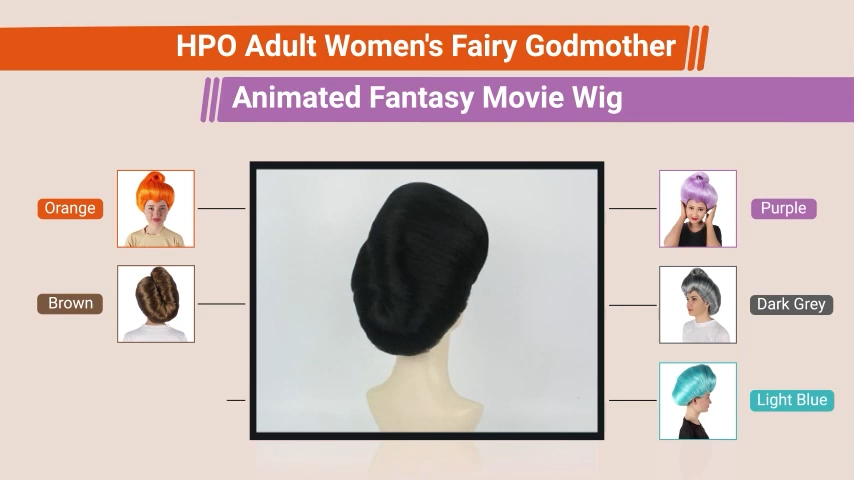 HPO Adult Women's Fairy Godmother
Animated Fantasy Movie Wig
Orange
Purple
Brown
Dark Grey
Light Blue